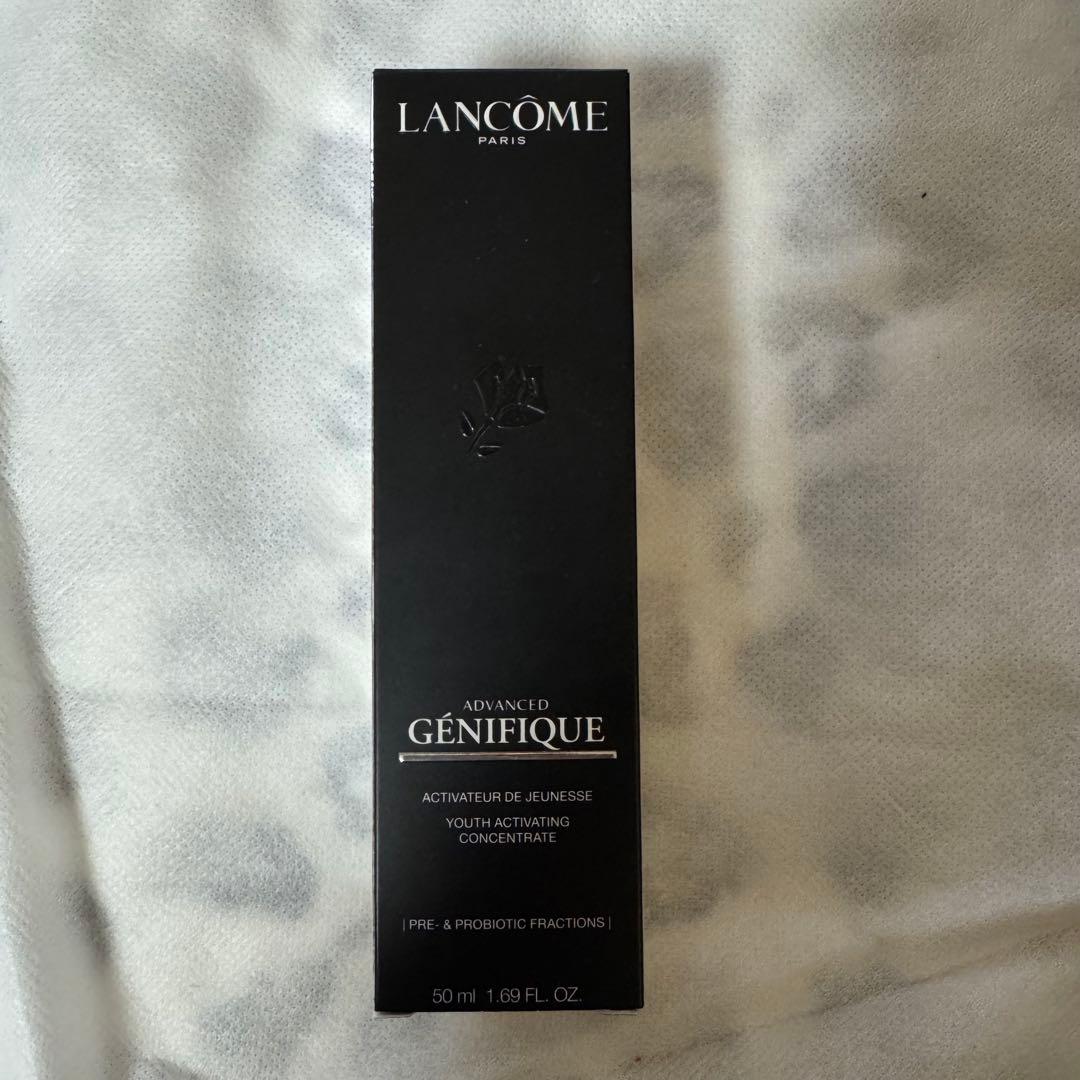 LANCÔME
PARIS
ADVANCED
GÉNIFIQUE
ACTIVATEUR DE JEUNESSE
YOUTH ACTIVATING
CONCENTRATE
| PRE- & PROBIOTIC FRACTIONS |
50 ml 1.69 FL. OZ.